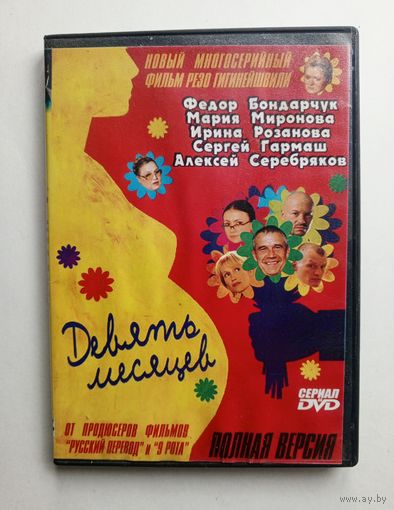 НОВЫЙ МНОГОСЕРИЙНЫЙ
ФИЛЬМ РЕЗО ГИГИНЕЙШВИЛИ
Федор Бондарчук
Мария Миронова
Ирина Розанова
Сергей Гармаш
Алексей Серебряков
Девять
месяцев
СЕРИАЛ
DVD
ОТ ПРОДЮСЕРОВ ФИЛЬМОВ
"РУССКИЙ ПЕРЕВОД" и "9 РОТА"
ПОЛНАЯ ВЕРСИЯ
www.ay.by